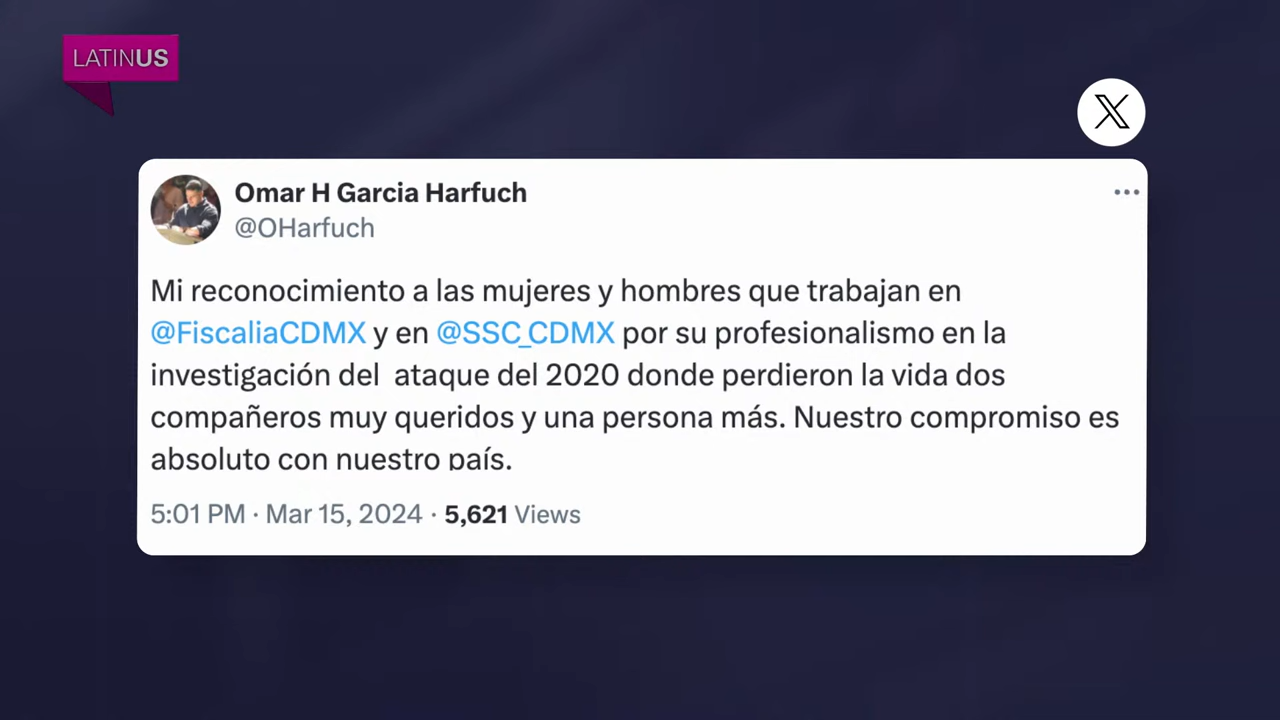 LATINUS
X
Omar H Garcia Harfuch
@OHarfuch
Mi reconocimiento a las mujeres y hombres que trabajan en
@FiscaliaCDMX y en @SSC_CDMX por su profesionalismo en la
investigación del  ataque del 2020 donde perdieron la vida dos
compañeros muy queridos y una persona más. Nuestro compromiso es
absoluto con nuestro país.
5:01 PM · Mar 15, 2024 · 5,621 Views